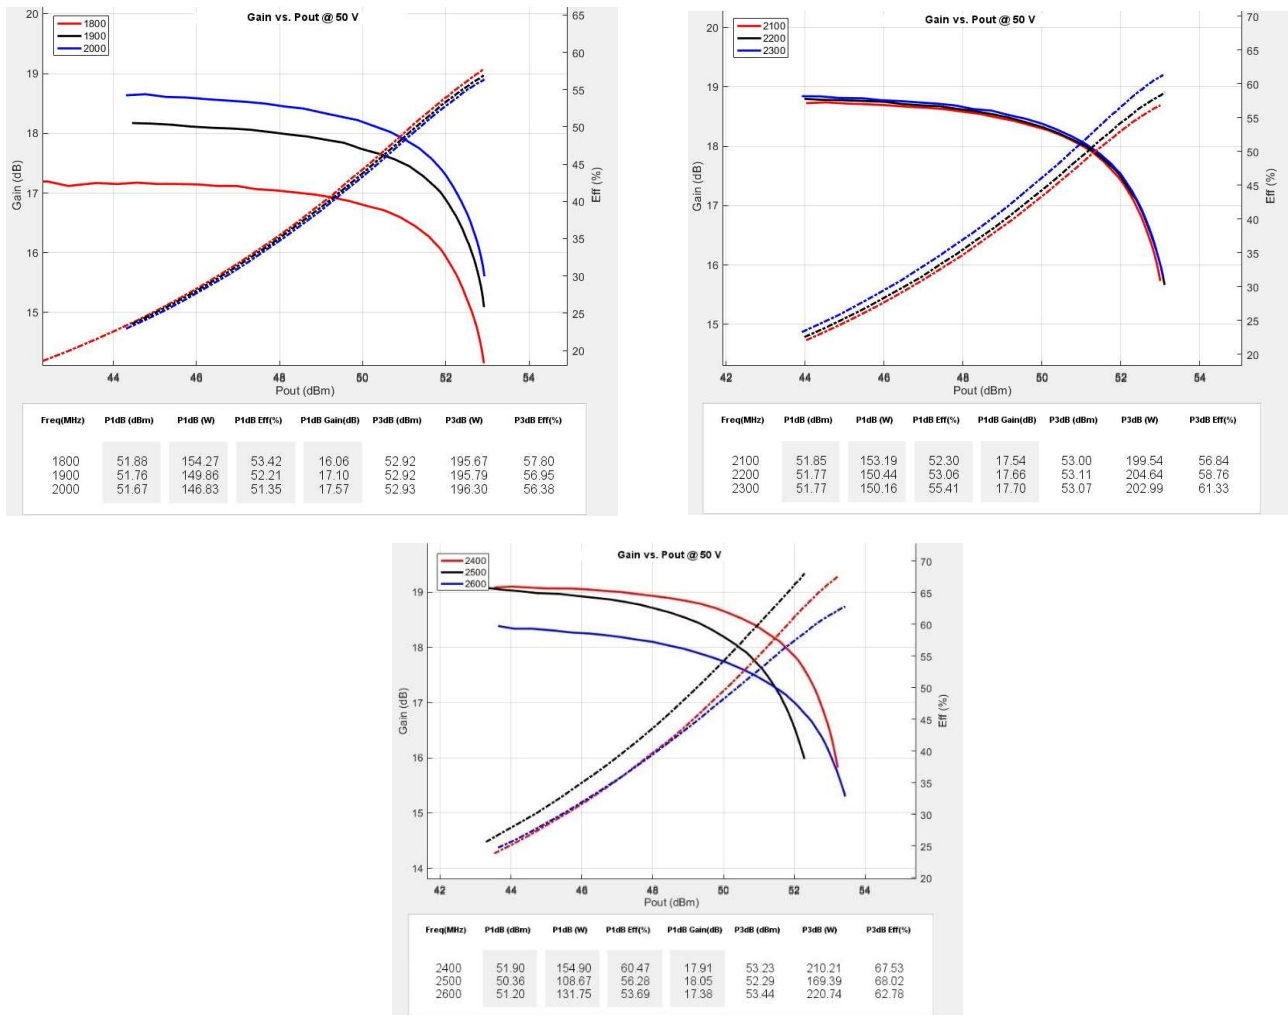 Gain vs. Pout @ 50 V
1800
1900
2000
20
19
18
17
16
15
Gain (dB)
65
60
55
50
45
40
35
30
25
20
Eff (%)
44 46 48 50 52 54
Pout (dBm)
Freq(MHz) P1dB (dBm) P1dB (W) P1dB Eff(%) P1dB Gain(dB) P3dB (dBm) P3dB (W) P3dB Eff(%)
1800 51.88 154.27 53.42 16.06 52.92 195.67 57.80
1900 51.76 149.86 52.21 17.10 52.92 195.79 56.95
2000 51.67 146.83 51.35 17.57 52.93 196.30 56.38
Gain vs. Pout @ 50 V
2100
2200
2300
20
19
18
17
16
15
Gain (dB)
70
65
60
55
50
45
40
35
30
25
20
Eff (%)
42 44 46 48 50 52 54
Pout (dBm)
Freq(MHz) P1dB (dBm) P1dB (W) P1dB Eff(%) P1dB Gain(dB) P3dB (dBm) P3dB (W) P3dB Eff(%)
2100 51.85 153.19 52.30 17.54 53.00 199.54 56.84
2200 51.77 150.44 53.06 17.66 53.11 204.64 58.76
2300 51.77 150.16 55.41 17.70 53.07 202.99 61.33
Gain vs. Pout @ 50 V
2400
2500
2600
19
18
17
16
15
14
Gain (dB)
70
65
60
55
50
45
40
35
30
25
20
Eff (%)
42 44 46 48 50 52 54
Pout (dBm)
Freq(MHz) P1dB (dBm) P1dB (W) P1dB Eff(%) P1dB Gain(dB) P3dB (dBm) P3dB (W) P3dB Eff(%)
2400 51.90 154.90 60.47 17.91 53.23 210.21 67.53
2500 50.36 108.67 56.28 18.05 52.29 169.39 68.02
2600 51.20 131.75 53.69 17.38 53.44 220.74 62.78